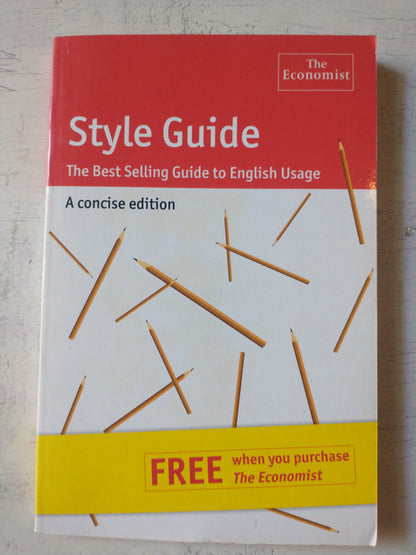 The
Economist
Style Guide
The Best Selling Guide to English Usage
A concise edition
FREE
when you purchase
The Economist